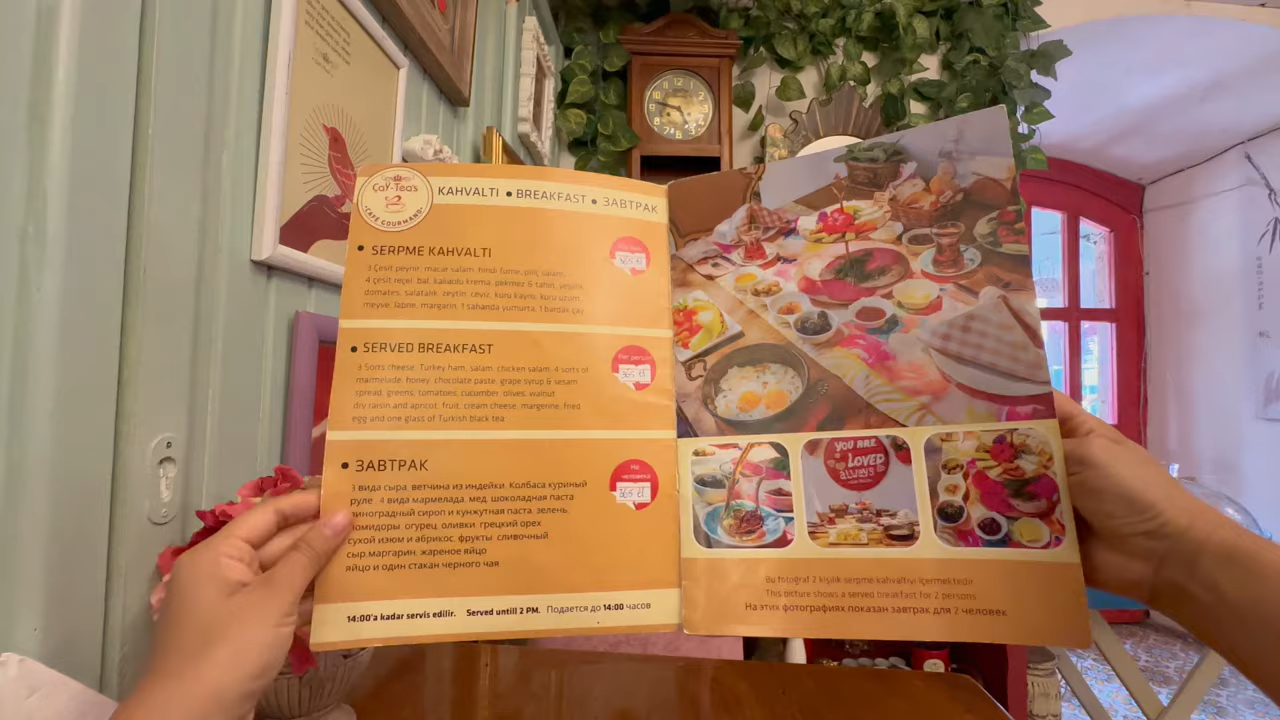 Çay-Tea's
CAFÉ GOURMAND
KAHVALTI • BREAKFAST • ЗАВТРАК
• SERPME KAHVALTI
3 Çeşit peynir, macar salam, hindi füme, piliç salam,
4 çeşit reçel, bal, kakaolu krema, pekmez & tahin, yeşillik,
domates, salatalık, zeytin, ceviz, kuru kayısı, kuru üzüm,
meyve, labne, margarin, 1 sahanda yumurta, 1 bardak çay
• SERVED BREAKFAST
Per person
365 tl
3 Sorts cheese, Turkey ham, salam, chicken salam, 4 sorts of
marmelade, honey, chocolate paste, grape syrup & sesam
spread, greens, tomatoes, cucumber, olives, walnut
dry raisin and apricot, fruit, cream cheese, margerine, fried
egg and one glass of Turkish black tea
• ЗАВТРАК
На человека
365 tl
3 вида сыра, ветчина из индейки. Колбаса куриный
руле , 4 вида мармелада, мед, шоколадная паста
виноградный сироп и кунжутная паста, зелень,
помидоры, огурец, оливки, грецкий орех
сухой изюм и абрикос, фрукты, сливочный
сыр,маргарин, жареное яйцо
яйцо и один стакан черного чая
14:00'a kadar servis edilir. Served untill 2 PM. Подается до 14:00 часов
YOU ARE
LOVED
ALWAYS
Bu fotoğraf 2 kişilik serpme kahvaltıyı içermektedir
This picture shows a served breakfast for 2 persons
На этих фотографиях показан завтрак для 2 человек